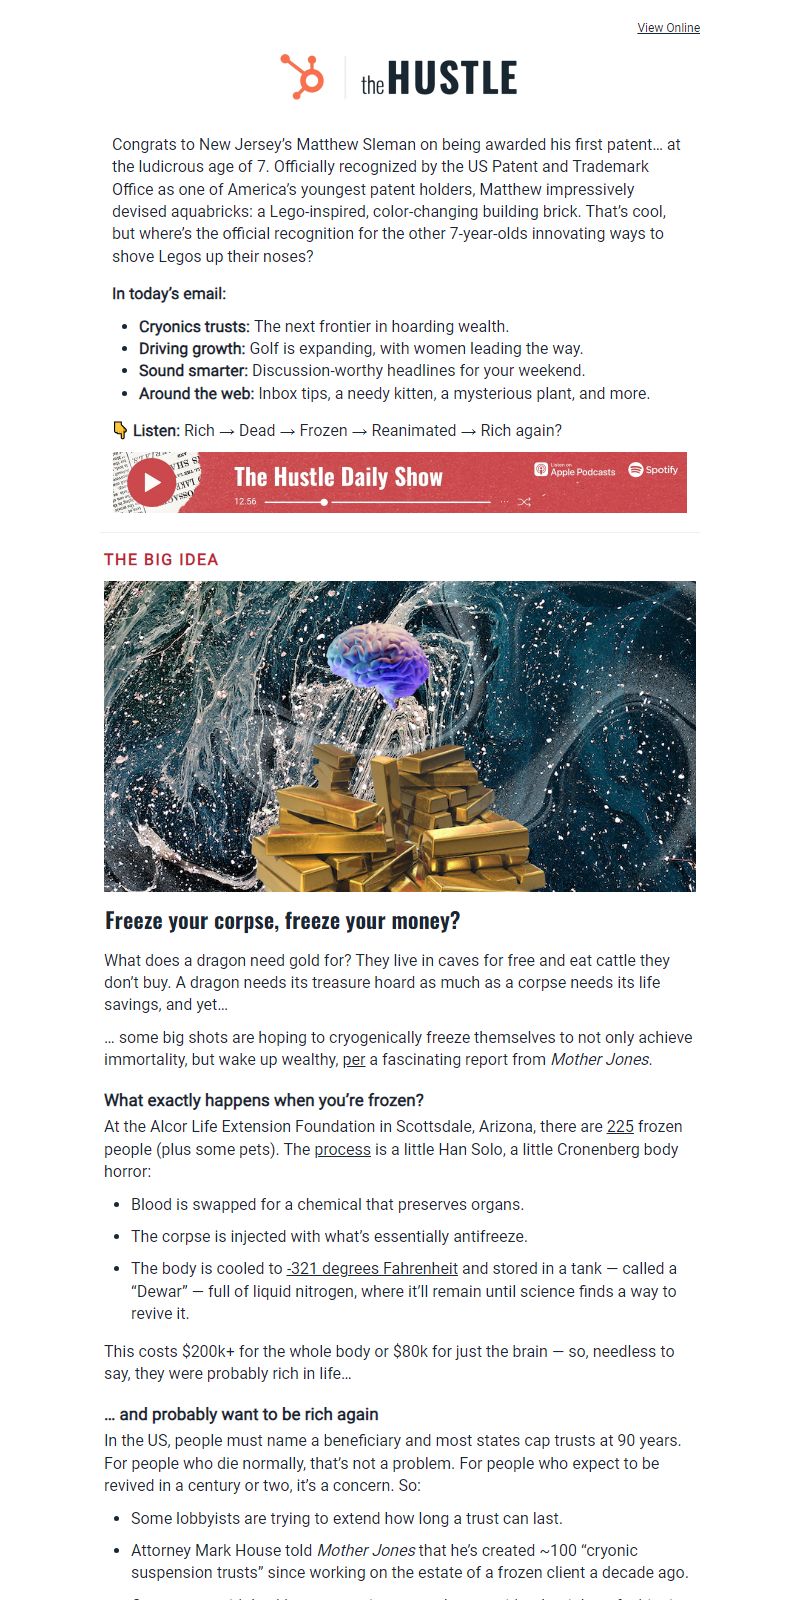 View Online
the HUSTLE
Congrats to New Jersey’s Matthew Sleman on being awarded his first patent… at
the ludicrous age of 7. Officially recognized by the US Patent and Trademark
Office as one of America’s youngest patent holders, Matthew impressively
devised aquabricks: a Lego-inspired, color-changing building brick. That’s cool,
but where’s the official recognition for the other 7-year-olds innovating ways to
shove Legos up their noses?
In today’s email:
• Cryonics trusts: The next frontier in hoarding wealth.
• Driving growth: Golf is expanding, with women leading the way.
• Sound smarter: Discussion-worthy headlines for your weekend.
• Around the web: Inbox tips, a needy kitten, a mysterious plant, and more.
👇 Listen: Rich → Dead → Frozen → Reanimated → Rich again?
The Hustle Daily Show
Listen on
Apple Podcasts
Spotify
12:56
THE BIG IDEA
Freeze your corpse, freeze your money?
What does a dragon need gold for? They live in caves for free and eat cattle they
don’t buy. A dragon needs its treasure hoard as much as a corpse needs its life
savings, and yet…
… some big shots are hoping to cryogenically freeze themselves to not only achieve
immortality, but wake up wealthy, per a fascinating report from Mother Jones.
What exactly happens when you’re frozen?
At the Alcor Life Extension Foundation in Scottsdale, Arizona, there are 225 frozen
people (plus some pets). The process is a little Han Solo, a little Cronenberg body
horror:
• Blood is swapped for a chemical that preserves organs.
• The corpse is injected with what’s essentially antifreeze.
• The body is cooled to -321 degrees Fahrenheit and stored in a tank — called a
“Dewar” — full of liquid nitrogen, where it’ll remain until science finds a way to
revive it.
This costs $200k+ for the whole body or $80k for just the brain — so, needless to
say, they were probably rich in life…
… and probably want to be rich again
In the US, people must name a beneficiary and most states cap trusts at 90 years.
For people who die normally, that’s not a problem. For people who expect to be
revived in a century or two, it’s a concern. So:
• Some lobbyists are trying to extend how long a trust can last.
• Attorney Mark House told Mother Jones that he’s created ~100 “cryonic
suspension trusts” since working on the estate of a frozen client a decade ago.